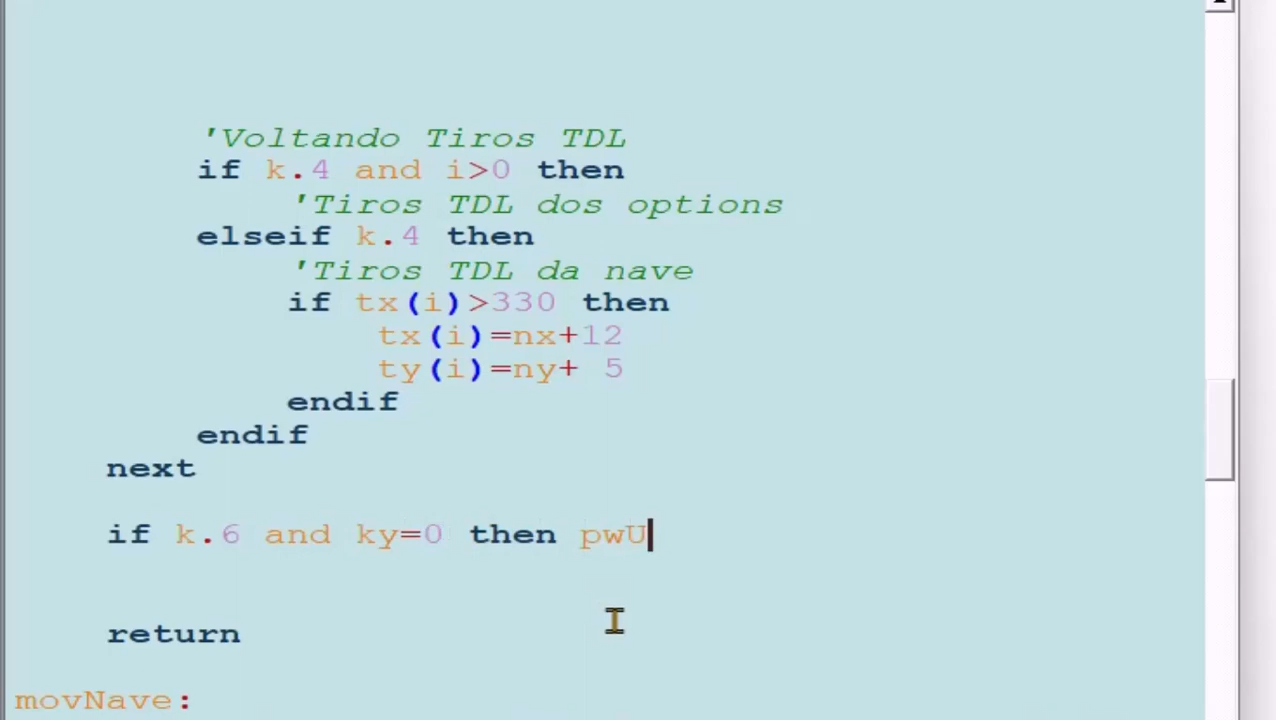 'Voltando Tiros TDL
if k.4 and i>0 then
'Tiros TDL dos options
elseif k.4 then
'Tiros TDL da nave
if tx(i)>330 then
tx(i)=nx+12
ty(i)=ny+ 5
endif
endif
next
if k.6 and ky=0 then pwU
return
movNave: